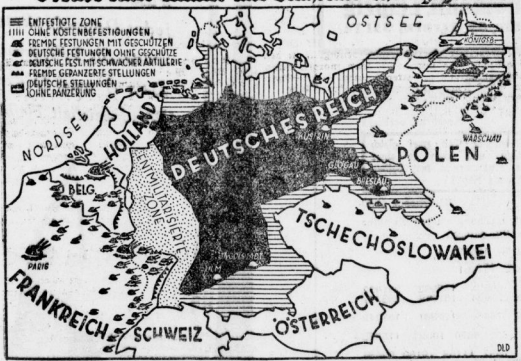 OSTSEE
ENTFESTIGTE ZONE
OHNE KÜSTENBEFESTIGUNG
FREMDE FESTUNGEN MIT GESCHÜTZEN
DEUTSCHE FESTUNGEN OHNE GESCHÜTZE
DEUTSCHE FEST. MIT SCHWACHER ARTILLERIE
FREMDE GEPANZERTE STELLUNGEN
DEUTSCHE STELLUNGEN
OHNE PANZERUNG
NORDSEE
HOLLAND
DEUTSCHES REICH
WARSCHAU
POLEN
GLOGAU
BRESLAU
BELG.
ENTMILITARISIERTE
ZONE
TSCHECHOSLOWAKEI
PARIS
FRANKREICH
SCHWEIZ
ÖSTERREICH
DLD